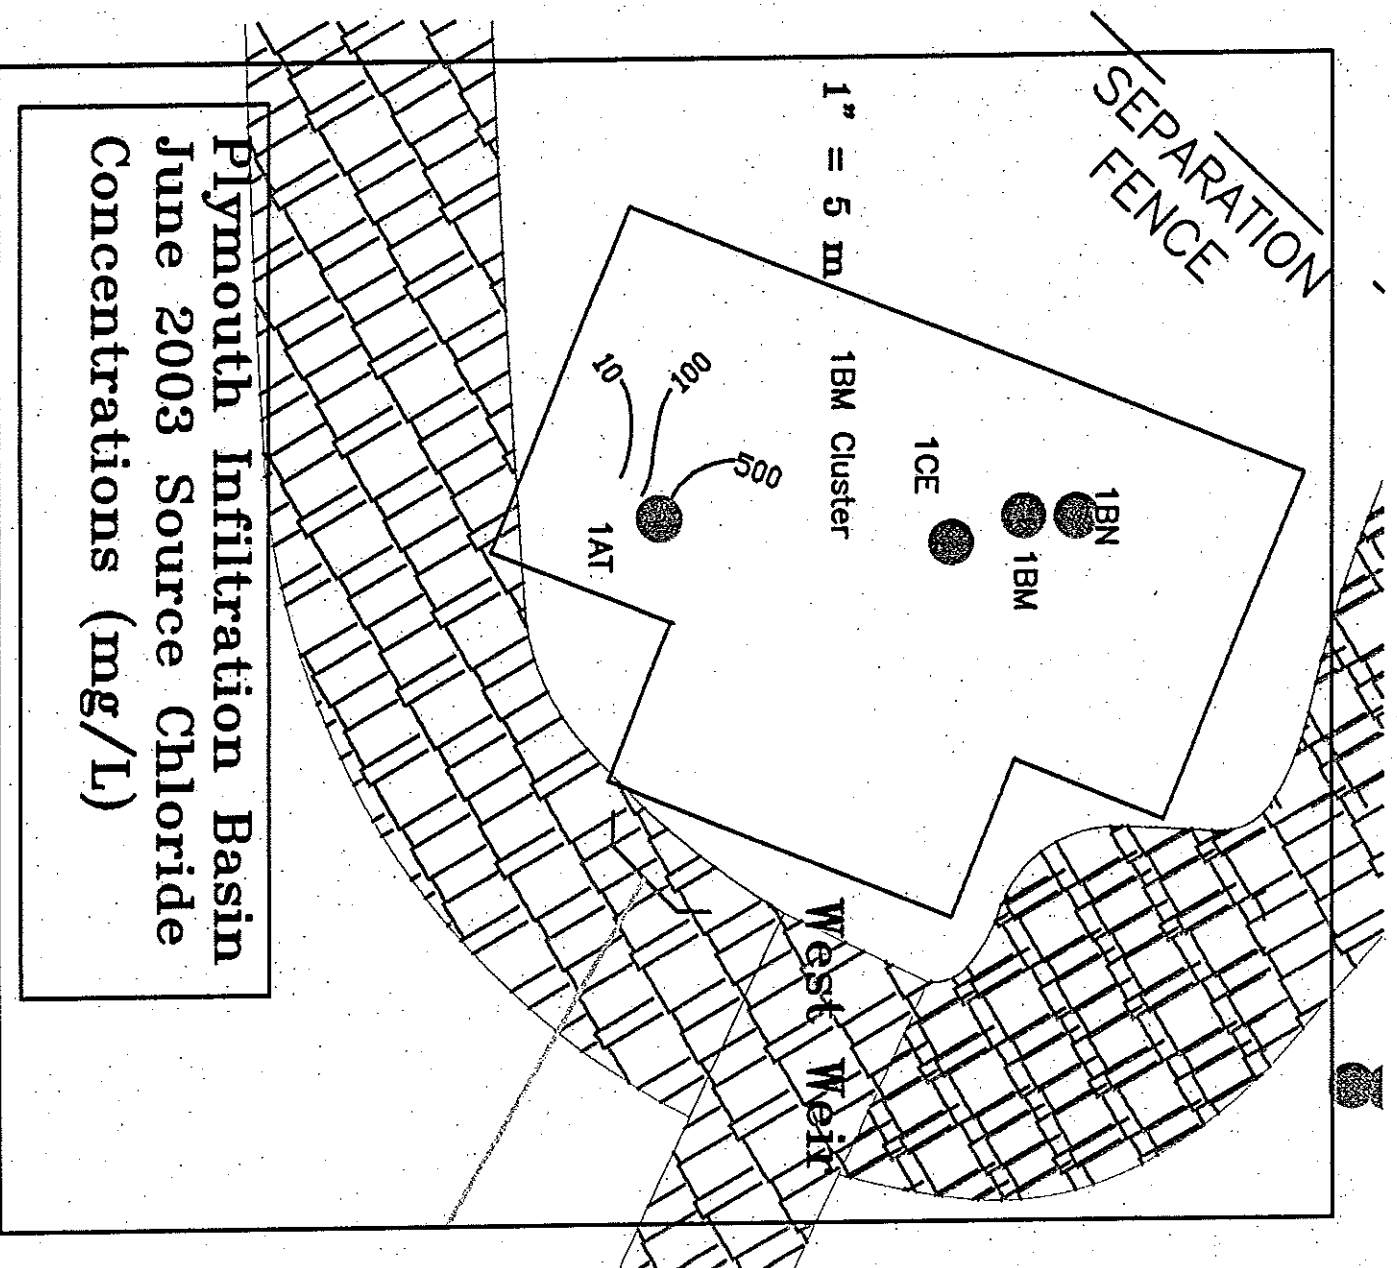 SEPARATION
FENCE
1" = 5 m
1BN
1BM
1CE
1BM Cluster
500
100
10
1AT
West Weir
Plymouth Infiltration Basin
June 2003 Source Chloride
Concentrations (mg/L)